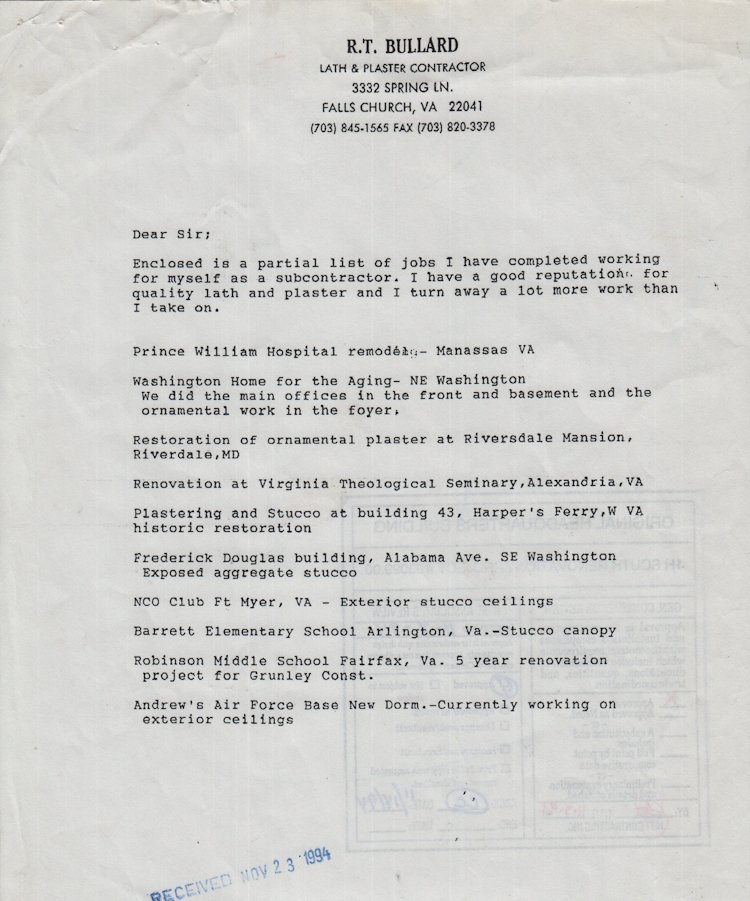 R.T. BULLARD
LATH & PLASTER CONTRACTOR
3332 SPRING LN.
FALLS CHURCH, VA 22041
(703) 845-1565 FAX (703) 820-3378
Dear Sir;
Enclosed is a partial list of jobs I have completed working
for myself as a subcontractor. I have a good reputation for
quality lath and plaster and I turn away a lot more work than
I take on.
Prince William Hospital - Manassas VA
Washington Home for the Aging- NE Washington
We did the main offices in the front and basement and the
ornamental work in the foyer.
Restoration of ornamental plaster at Riversdale Mansion,
Riverdale,MD
Renovation at Virginia Theological Seminary,Alexandria,VA
Plastering and Stucco at building 43, Harper's Ferry,W VA
historic restoration
Frederick Douglas building, Alabama Ave. SE Washington
Exposed aggregate stucco
NCO Club Ft Myer, VA - Exterior stucco ceilings
Barrett Elementary School Arlington, Va.-Stucco canopy
Robinson Middle School Fairfax, Va. 5 year renovation
project for Grunley Const.
Andrew's Air Force Base New Dorm.-Currently working on
exterior ceilings
RECEIVED NOV 23 1994
ORIGINAL HEADQUARTERS BUILDING